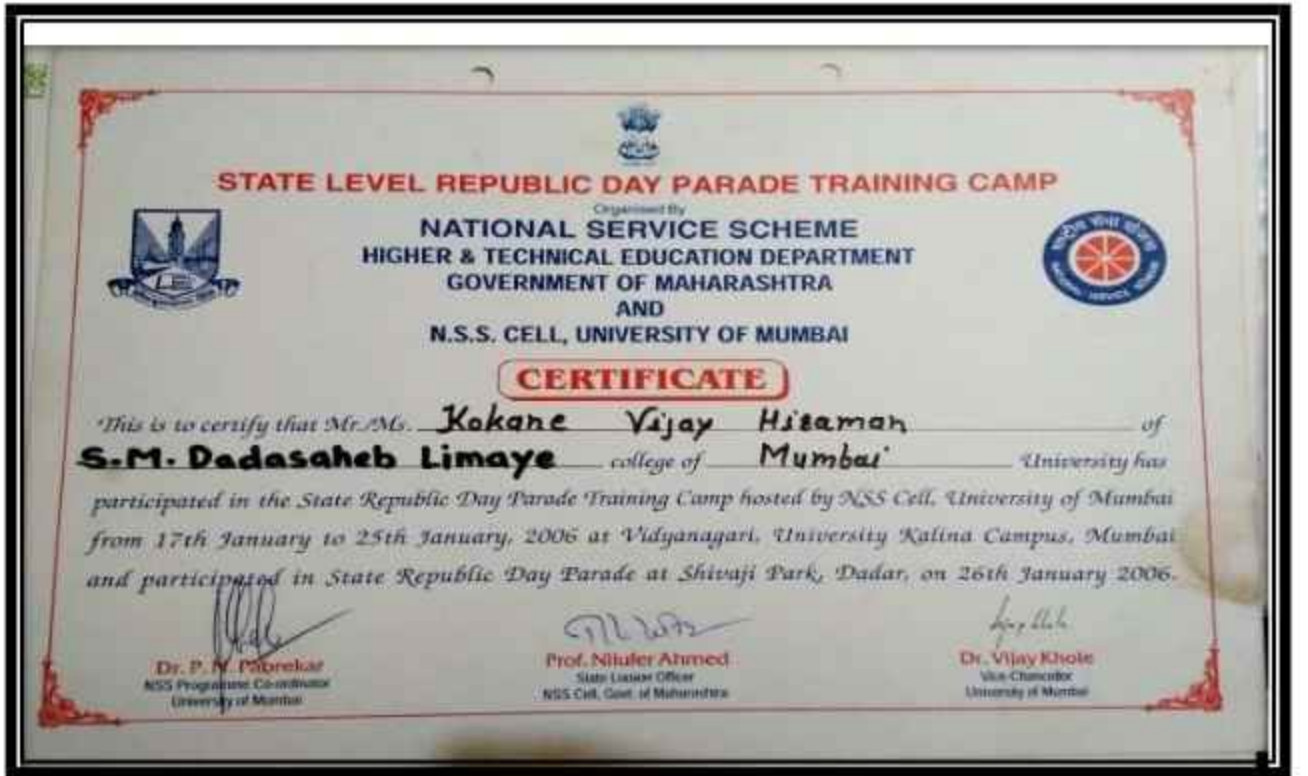 STATE LEVEL REPUBLIC DAY PARADE TRAINING CAMP
Organised By
NATIONAL SERVICE SCHEME
HIGHER & TECHNICAL EDUCATION DEPARTMENT
GOVERNMENT OF MAHARASHTRA
AND
N.S.S. CELL, UNIVERSITY OF MUMBAI
CERTIFICATE
This is to certify that Mr./Ms. Kokane Vijay Hiraman of
S.M. Dadasaheb Limaye college of Mumbai University has
participated in the State Republic Day Parade Training Camp hosted by NSS Cell, University of Mumbai
from 17th January to 25th January, 2006 at Vidyanagari, University Kalina Campus, Mumbai
and participated in State Republic Day Parade at Shivaji Park, Dadar, on 26th January 2006.
Dr. P. N. Pabrekar
NSS Programme Co-ordinator
University of Mumbai
Prof. Nilufer Ahmed
State Liaison Officer
NSS Cell, Govt. of Maharashtra
Dr. Vijay Khole
Vice-Chancellor
University of Mumbai